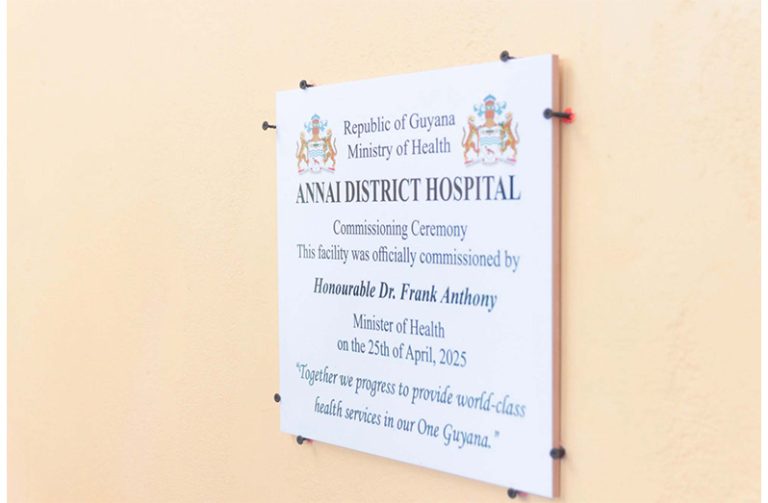 Republic of Guyana
Ministry of Health
ANNAI DISTRICT HOSPITAL
Commissioning Ceremony
This facility was officially commissioned by
Honourable Dr. Frank Anthony
Minister of Health
on the 25th of April, 2025
"Together we progress to provide world-class
health services in our One Guyana."